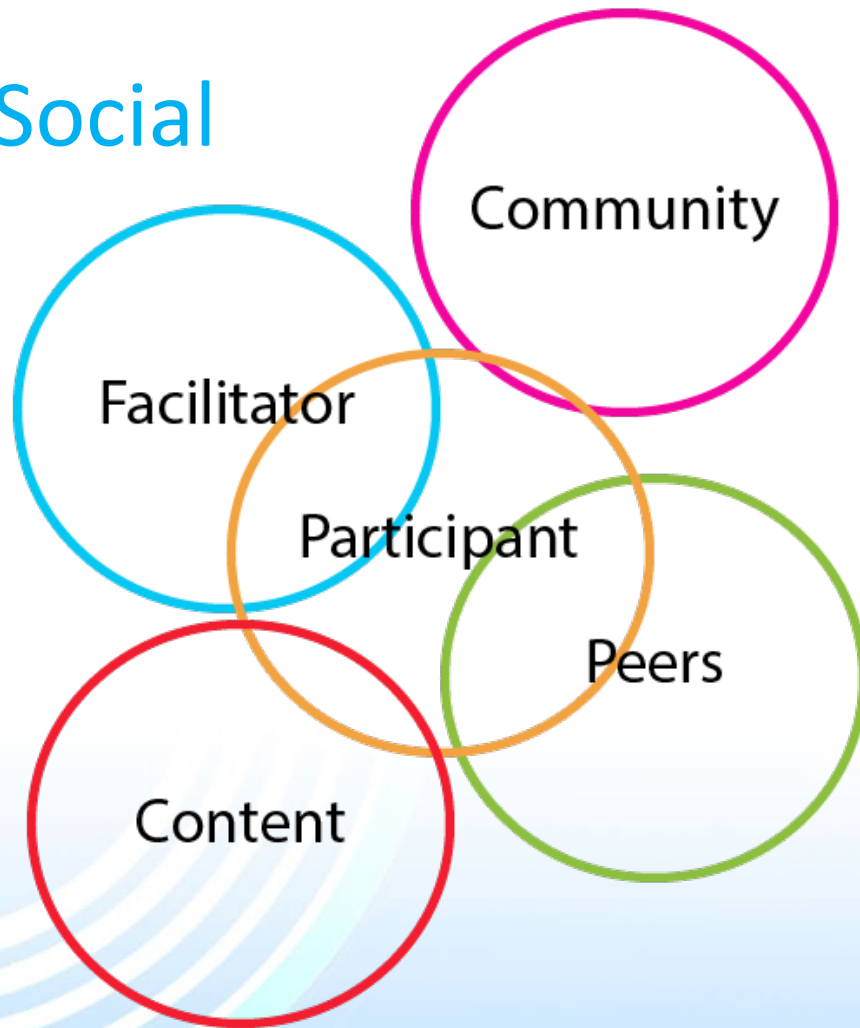 Social
Community
Facilitator
Participant
Peers
Content